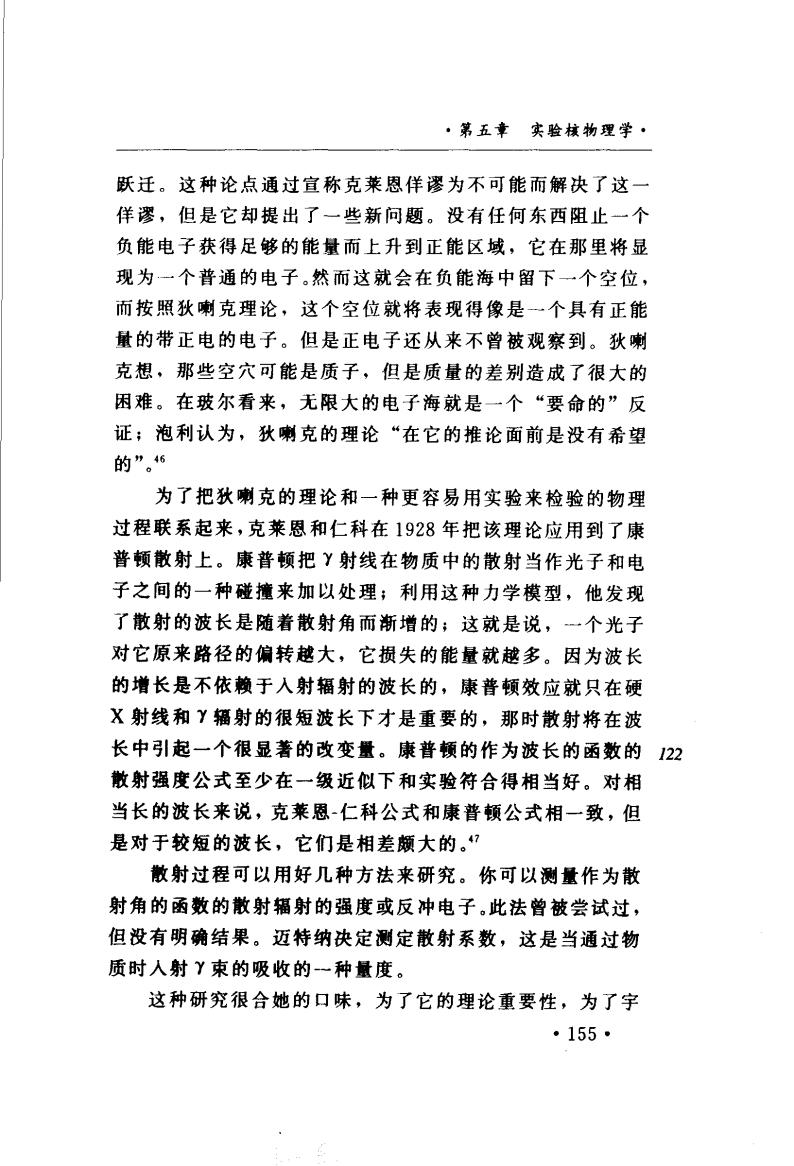 ·第五章 实验核物理学·
跃迁。这种论点通过宣称克莱恩佯谬为不可能而解决了这一
佯谬，但是它却提出了一些新问题。没有任何东西阻止一个
负能电子获得足够的能量而上升到正能区域，它在那里将显
现为一个普通的电子。然而这就会在负能海中留下一个空位，
而按照狄喇克理论，这个空位就将表现得像是一个具有正能
量的带正电的电子。但是正电子还从来不曾被观察到。狄喇
克想，那些空穴可能是质子，但是质量的差别造成了很大的
困难。在玻尔看来，无限大的电子海就是一个“要命的”反
证；泡利认为，狄喇克的理论“在它的推论面前是没有希望
的”。46
为了把狄喇克的理论和一种更容易用实验来检验的物理
过程联系起来，克莱恩和仁科在1928年把该理论应用到了康
普顿散射上。康普顿把γ射线在物质中的散射当作光子和电
子之间的一种碰撞来加以处理；利用这种力学模型，他发现
了散射的波长是随着散射角而渐增的；这就是说，一个光子
对它原来路径的偏转越大，它损失的能量就越多。因为波长
的增长是不依赖于入射辐射的波长的，康普顿效应就只在硬
X射线和γ辐射的很短波长下才是重要的，那时散射将在波
长中引起一个很显著的改变量。康普顿的作为波长的函数的 122
散射强度公式至少在一级近似下和实验符合得相当好。对相
当长的波长来说，克莱恩-仁科公式和康普顿公式相一致，但
是对于较短的波长，它们是相差颇大的。47
散射过程可以用好几种方法来研究。你可以测量作为散
射角的函数的散射辐射的强度或反冲电子。此法曾被尝试过，
但没有明确结果。迈特纳决定测定散射系数，这是当通过物
质时入射γ束的吸收的一种量度。
这种研究很合她的口味，为了它的理论重要性，为了宇
·155·